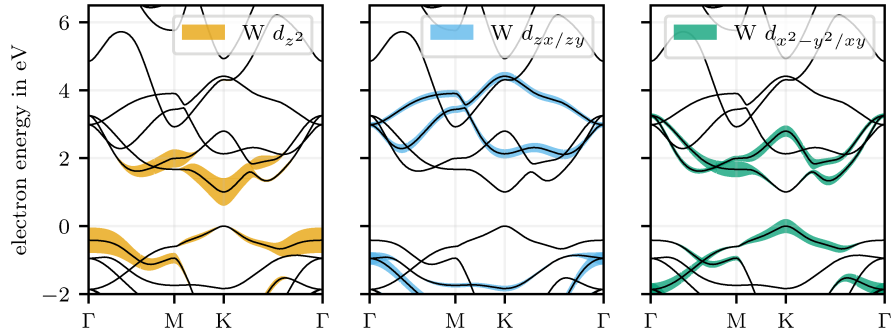 W d_{z^2}
W d_{zx/zy}
W d_{x^2-y^2/xy}
electron energy in eV
6
4
2
0
−2
Γ M K Γ
Γ M K Γ
Γ M K Γ